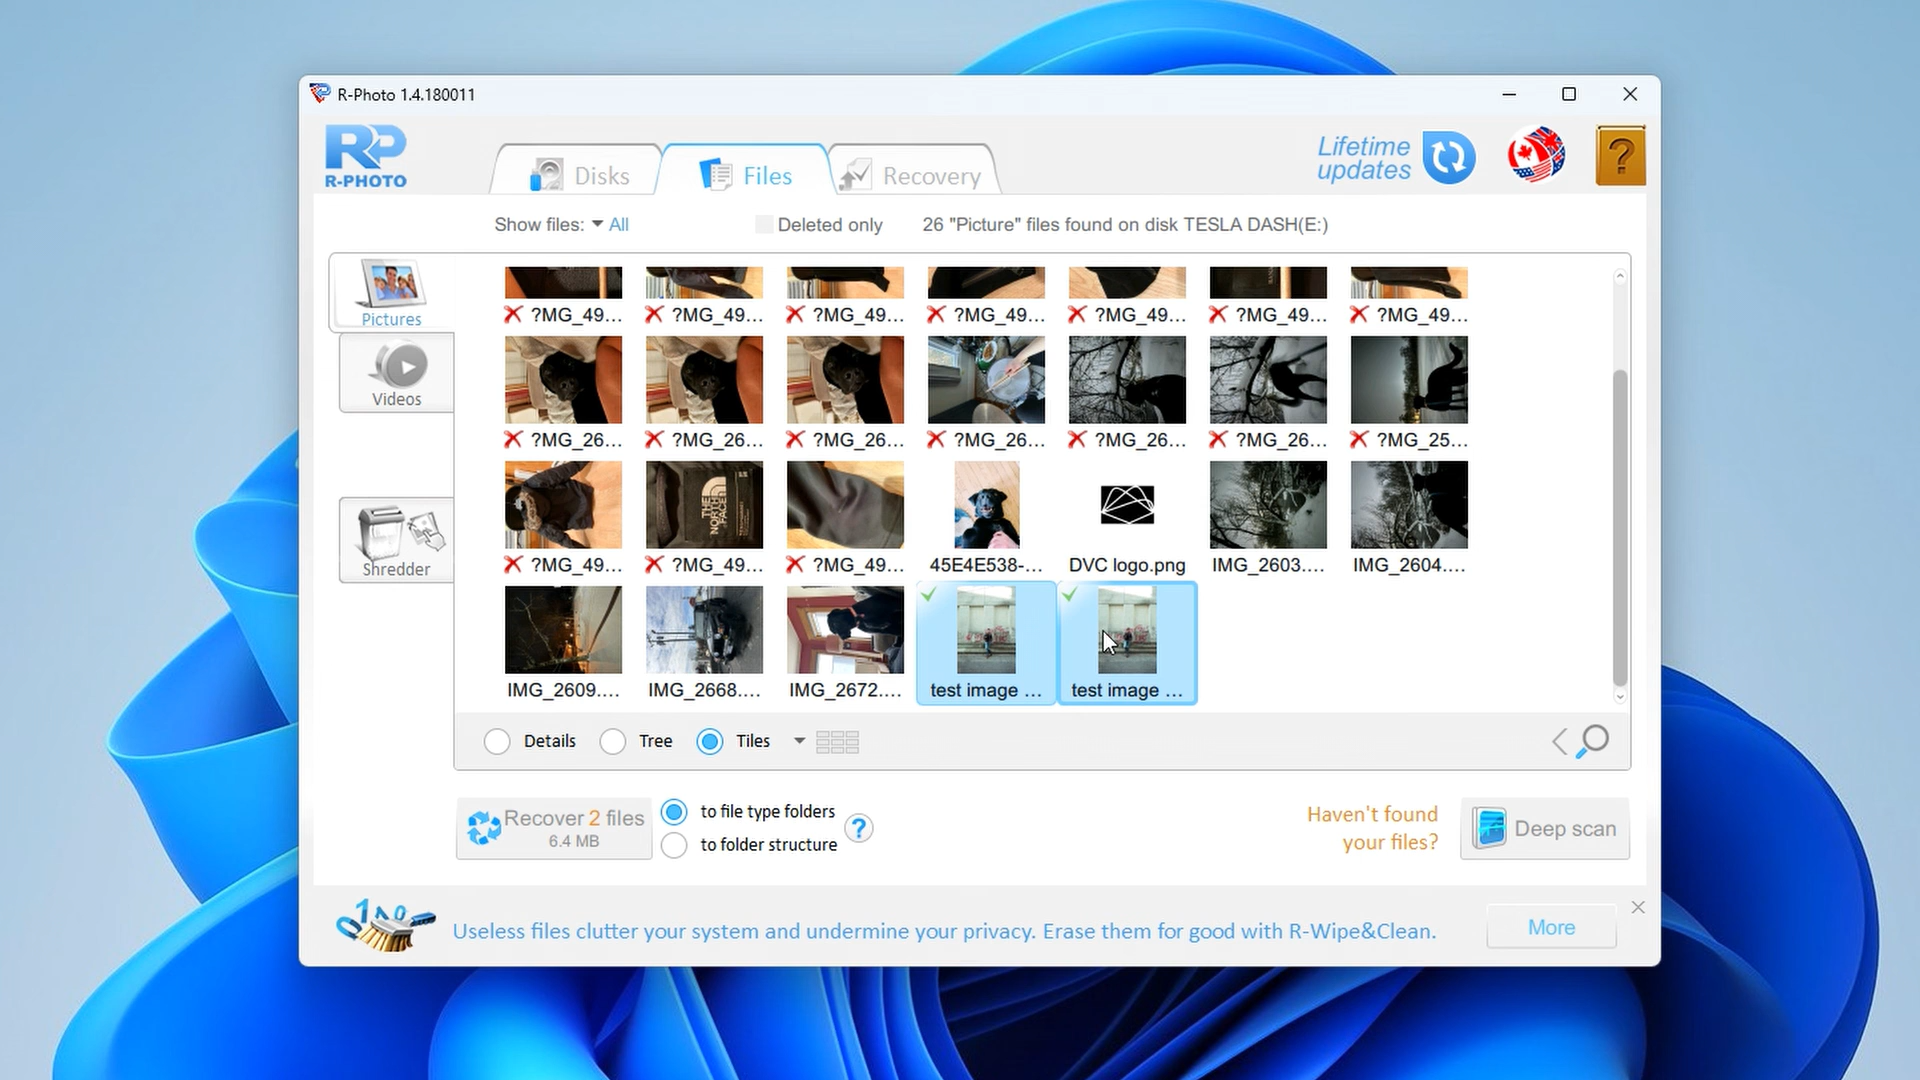 R-Photo 1.4.180011
RP
R-PHOTO
Disks
Files
Recovery
Lifetime
updates
?
Show files: All
Deleted only
26 "Picture" files found on disk TESLA DASH(E:)
Pictures
Videos
Shredder
?MG_49... ?MG_49... ?MG_49... ?MG_49... ?MG_49... ?MG_49... ?MG_49...
?MG_26... ?MG_26... ?MG_26... ?MG_26... ?MG_26... ?MG_26... ?MG_25...
THE
NORTH
FACE
?MG_49... ?MG_49... ?MG_49... 45E4E538-... DVC logo.png IMG_2603.... IMG_2604....
IMG_2609.... IMG_2668.... IMG_2672.... test image ... test image ...
Details
Tree
Tiles
Recover 2 files
6.4 MB
to file type folders
to folder structure
?
Haven't found
your files?
Deep scan
Useless files clutter your system and undermine your privacy. Erase them for good with R-Wipe&Clean.
More